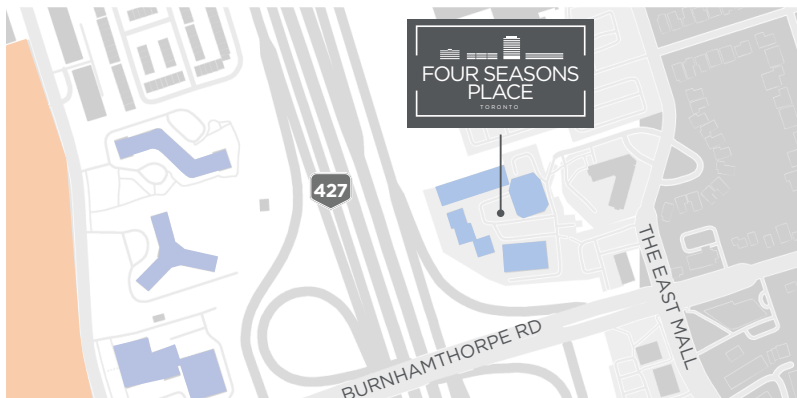 FOUR SEASONS
PLACE
TORONTO
427
THE EAST MALL
BURNHAMTHORPE RD